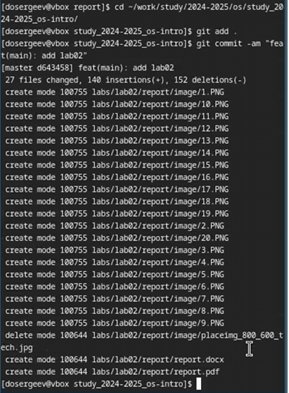 [dosergeev@vbox report]$ cd ~/work/study/2024-2025/os/study_20
24-2025_os-intro/
[dosergeev@vbox study_2024-2025_os-intro]$ git add .
[dosergeev@vbox study_2024-2025_os-intro]$ git commit -am "fea
t(main): add lab02"
[master d643458] feat(main): add lab02
 27 files changed, 140 insertions(+), 152 deletions(-)
 create mode 100755 labs/lab02/report/image/1.PNG
 create mode 100755 labs/lab02/report/image/10.PNG
 create mode 100755 labs/lab02/report/image/11.PNG
 create mode 100755 labs/lab02/report/image/12.PNG
 create mode 100755 labs/lab02/report/image/13.PNG
 create mode 100755 labs/lab02/report/image/14.PNG
 create mode 100755 labs/lab02/report/image/15.PNG
 create mode 100755 labs/lab02/report/image/16.PNG
 create mode 100755 labs/lab02/report/image/17.PNG
 create mode 100755 labs/lab02/report/image/18.PNG
 create mode 100755 labs/lab02/report/image/19.PNG
 create mode 100755 labs/lab02/report/image/2.PNG
 create mode 100755 labs/lab02/report/image/20.PNG
 create mode 100755 labs/lab02/report/image/3.PNG
 create mode 100755 labs/lab02/report/image/4.PNG
 create mode 100755 labs/lab02/report/image/5.PNG
 create mode 100755 labs/lab02/report/image/6.PNG
 create mode 100755 labs/lab02/report/image/7.PNG
 create mode 100755 labs/lab02/report/image/8.PNG
 create mode 100755 labs/lab02/report/image/9.PNG
 delete mode 100644 labs/lab02/report/image/placeimg_800_600_t
ech.jpg
 create mode 100644 labs/lab02/report/report.docx
 create mode 100644 labs/lab02/report/report.pdf
[dosergeev@vbox study_2024-2025_os-intro]$